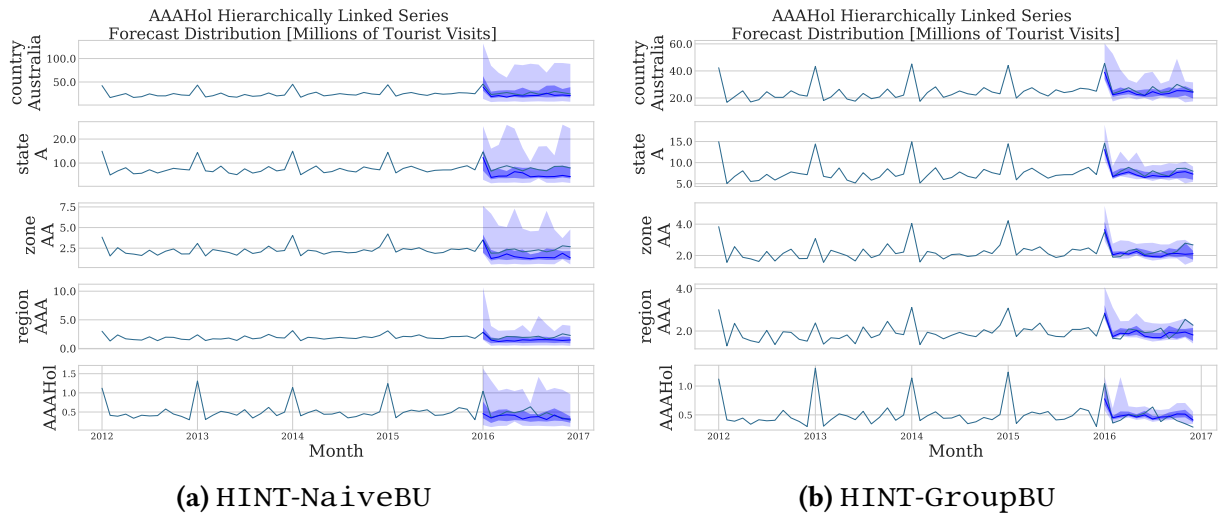 AAAHol Hierarchically Linked Series
Forecast Distribution [Millions of Tourist Visits]
country
Australia
100.0
50.0
state
A
20.0
10.0
zone
AA
7.5
5.0
2.5
region
AAA
10.0
5.0
0.0
AAAHol
1.5
1.0
0.5
2012
2013
2014
2015
2016
2017
Month
(a) HINT-NaiveBU
AAAHol Hierarchically Linked Series
Forecast Distribution [Millions of Tourist Visits]
country
Australia
60.0
40.0
20.0
state
A
15.0
10.0
5.0
zone
AA
4.0
2.0
region
AAA
4.0
2.0
AAAHol
1.0
0.5
2012
2013
2014
2015
2016
2017
Month
(b) HINT-GroupBU